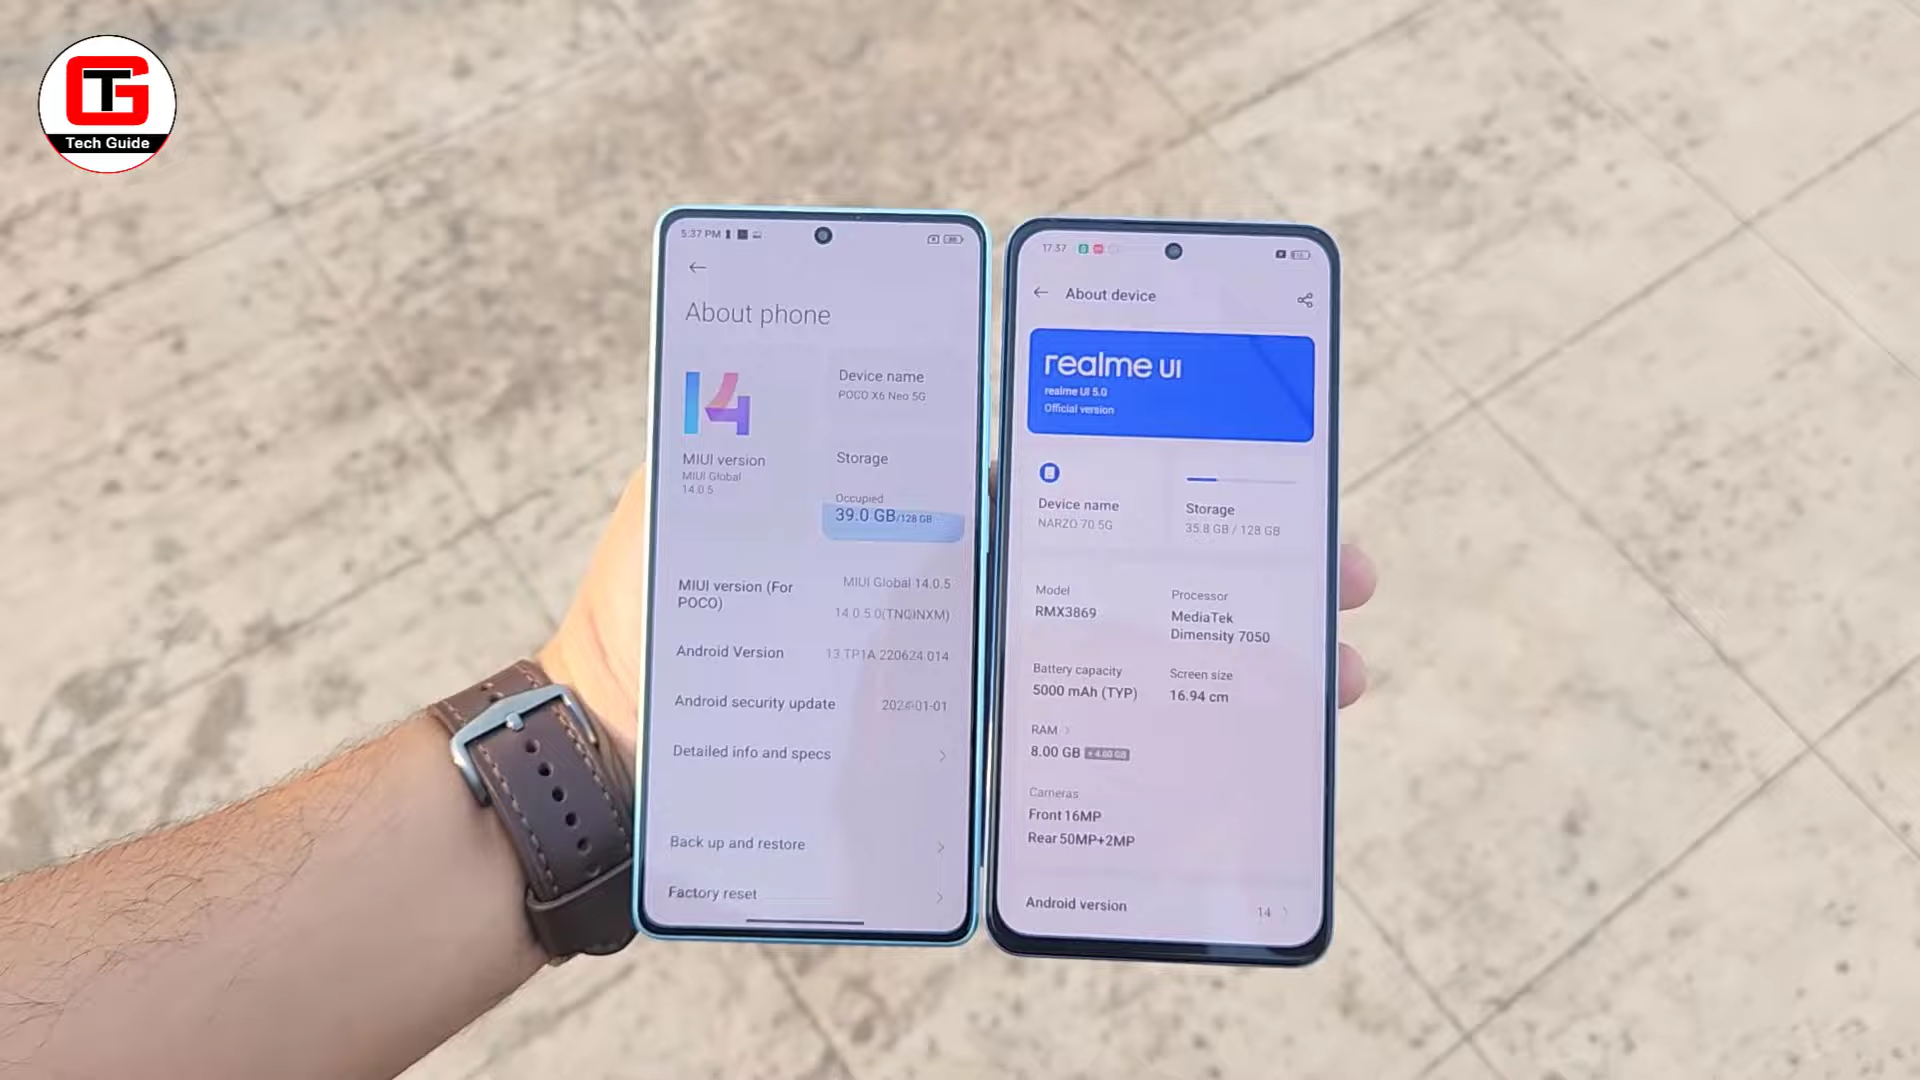 TG
Tech Guide
5:37 PM
About phone
14
MIUI version
MIUI Global
14.0.5
Device name
POCO X6 Neo 5G
Storage
Occupied
39.0 GB/128 GB
MIUI version (For
POCO)
MIUI Global 14.0.5
14.0.5.0(TNQINXM)
Android Version
13 TP1A.220624.014
Android security update
2024-01-01
Detailed info and specs
Back up and restore
Factory reset
17:37
About device
realme UI
realme UI 5.0
Official version
Device name
NARZO 70 5G
Storage
35.8 GB / 128 GB
Model
RMX3869
Processor
MediaTek
Dimensity 7050
Battery capacity
5000 mAh (TYP)
Screen size
16.94 cm
RAM
8.00 GB + 4.00 GB
Cameras
Front 16MP
Rear 50MP+2MP
Android version
14